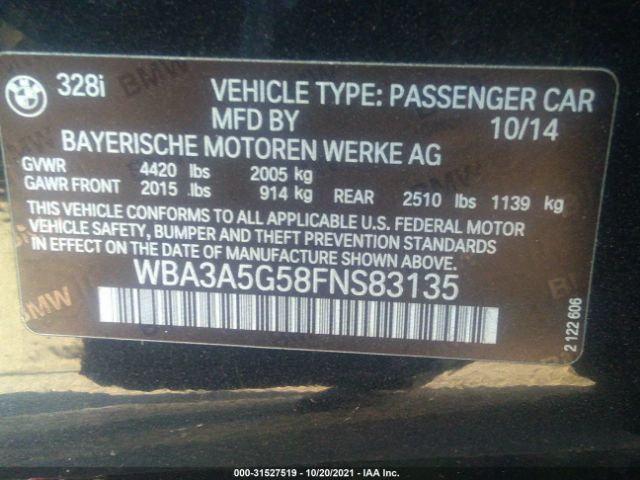 BMW
328i
VEHICLE TYPE: PASSENGER CAR
MFD BY 10/14
BAYERISCHE MOTOREN WERKE AG
GVWR 4420 lbs 2005 kg
GAWR FRONT 2015 lbs 914 kg REAR 2510 lbs 1139 kg
THIS VEHICLE CONFORMS TO ALL APPLICABLE U.S. FEDERAL MOTOR
VEHICLE SAFETY, BUMPER AND THEFT PREVENTION STANDARDS
IN EFFECT ON THE DATE OF MANUFACTURE SHOWN ABOVE.
WBA3A5G58FNS83135
2 122 606
000-31527519 - 10/20/2021 - IAA Inc.